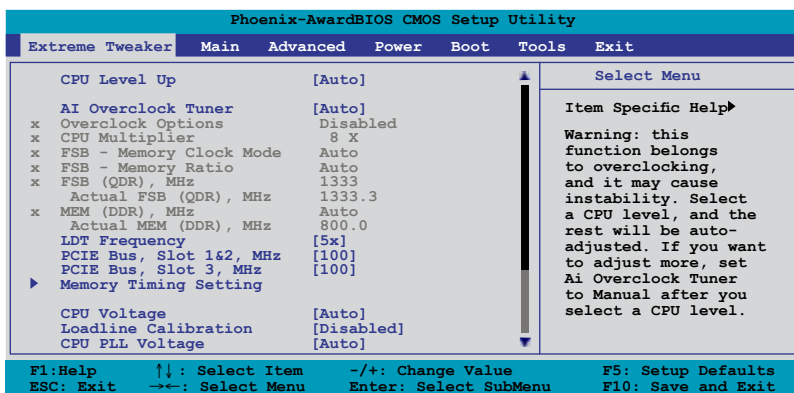 Phoenix-AwardBIOS CMOS Setup Utility
Extreme Tweaker Main Advanced Power Boot Tools Exit
CPU Level Up [Auto]
AI Overclock Tuner [Auto]
x Overclock Options Disabled
x CPU Multiplier 8 X
x FSB - Memory Clock Mode Auto
x FSB - Memory Ratio Auto
x FSB (QDR), MHz 1333
Actual FSB (QDR), MHz 1333.3
x MEM (DDR), MHz Auto
Actual MEM (DDR), MHz 800.0
LDT Frequency [5x]
PCIE Bus, Slot 1&2, MHz [100]
PCIE Bus, Slot 3, MHz [100]
Memory Timing Setting
CPU Voltage [Auto]
Loadline Calibration [Disabled]
CPU PLL Voltage [Auto]
Select Menu
Item Specific Help
Warning: this
function belongs
to overclocking,
and it may cause
instability. Select
a CPU level, and the
rest will be auto-
adjusted. If you want
to adjust more, set
Ai Overclock Tuner
to Manual after you
select a CPU level.
F1:Help ↑↓ : Select Item -/+: Change Value F5: Setup Defaults
ESC: Exit →←: Select Menu Enter: Select SubMenu F10: Save and Exit